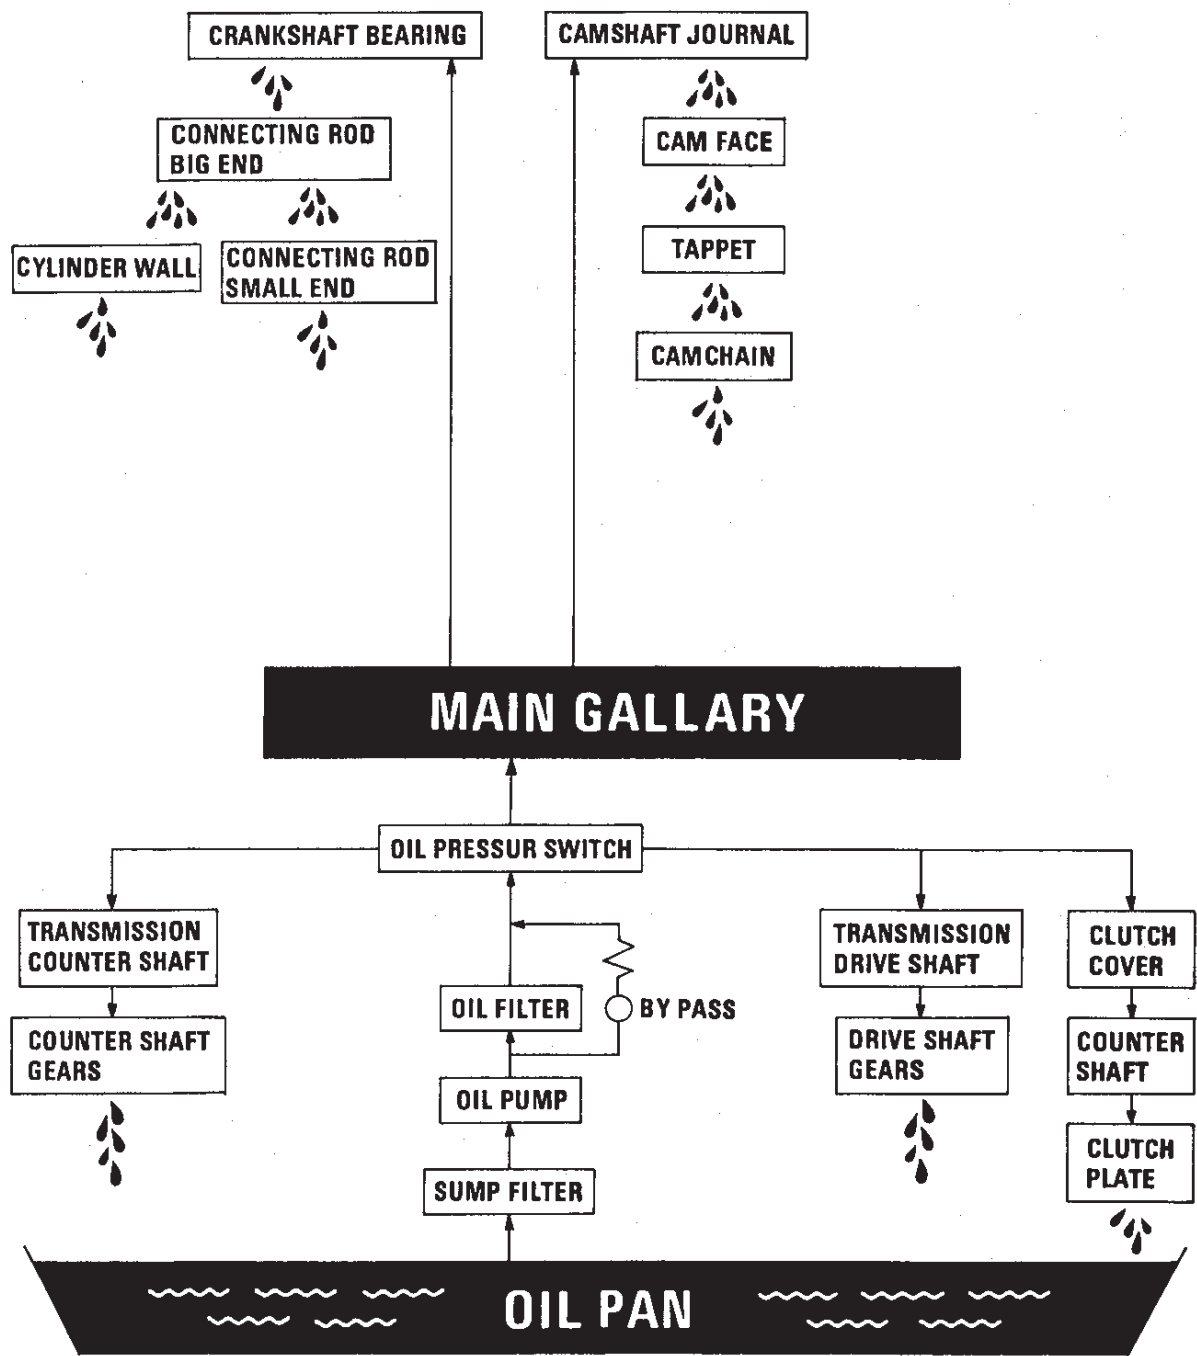 CRANKSHAFT BEARING
CAMSHAFT JOURNAL
CONNECTING ROD
BIG END
CAM FACE
CYLINDER WALL
CONNECTING ROD
SMALL END
TAPPET
CAMCHAIN
MAIN GALLARY
OIL PRESSUR SWITCH
TRANSMISSION
COUNTER SHAFT
TRANSMISSION
DRIVE SHAFT
CLUTCH
COVER
OIL FILTER
BY PASS
COUNTER SHAFT
GEARS
DRIVE SHAFT
GEARS
COUNTER
SHAFT
OIL PUMP
CLUTCH
PLATE
SUMP FILTER
OIL PAN